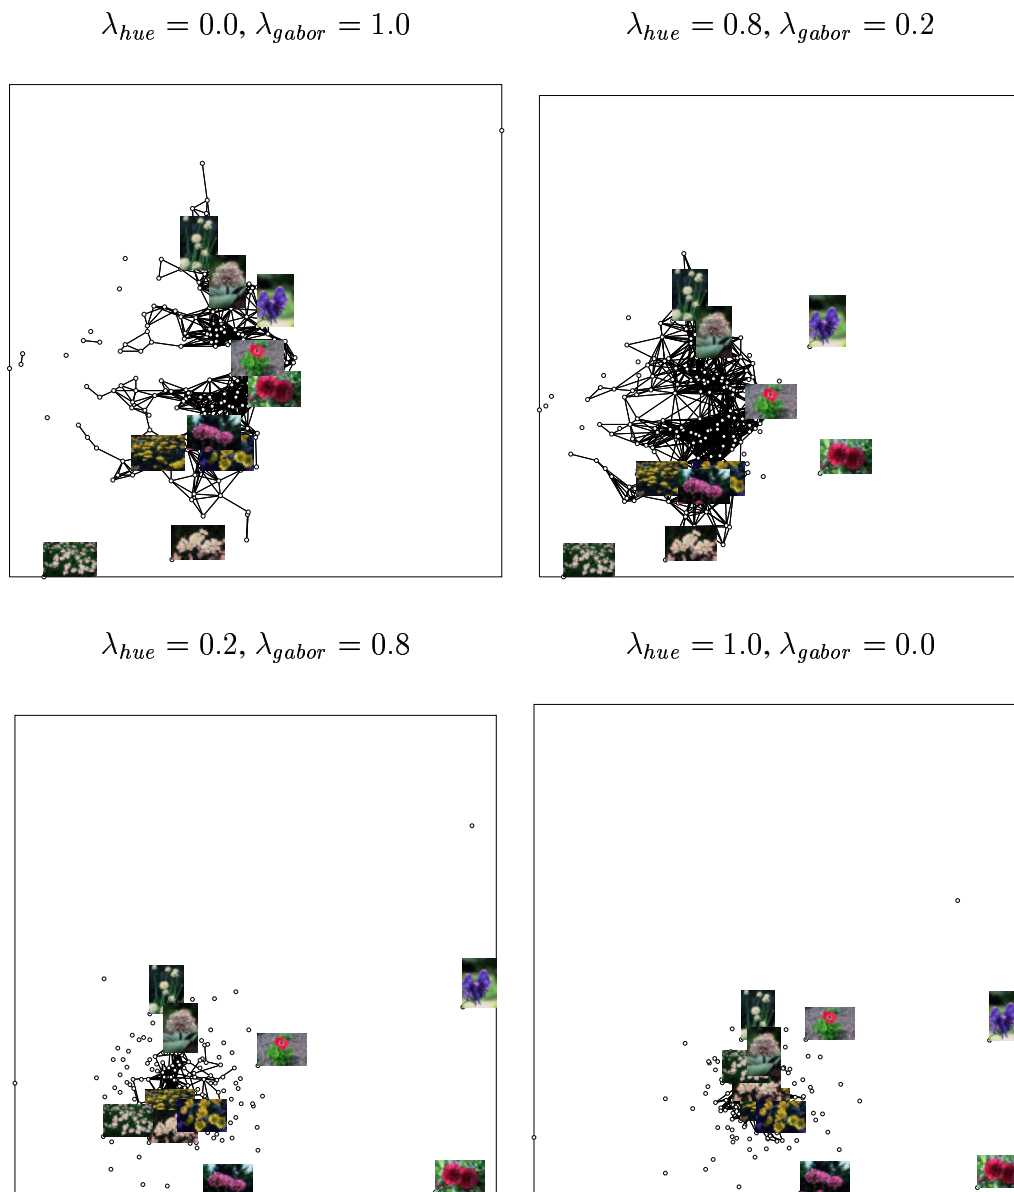 λ_hue = 0.0, λ_gabor = 1.0
λ_hue = 0.8, λ_gabor = 0.2
λ_hue = 0.2, λ_gabor = 0.8
λ_hue = 1.0, λ_gabor = 0.0